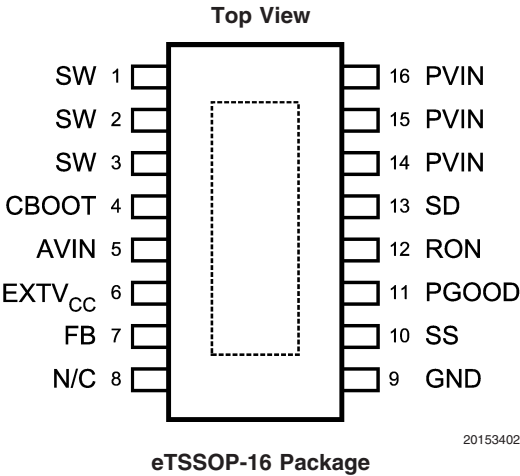 Top View
SW 1 16 PVIN
SW 2 15 PVIN
SW 3 14 PVIN
CBOOT 4 13 SD
AVIN 5 12 RON
EXTVCC 6 11 PGOOD
FB 7 10 SS
N/C 8 9 GND
20153402
eTSSOP-16 Package